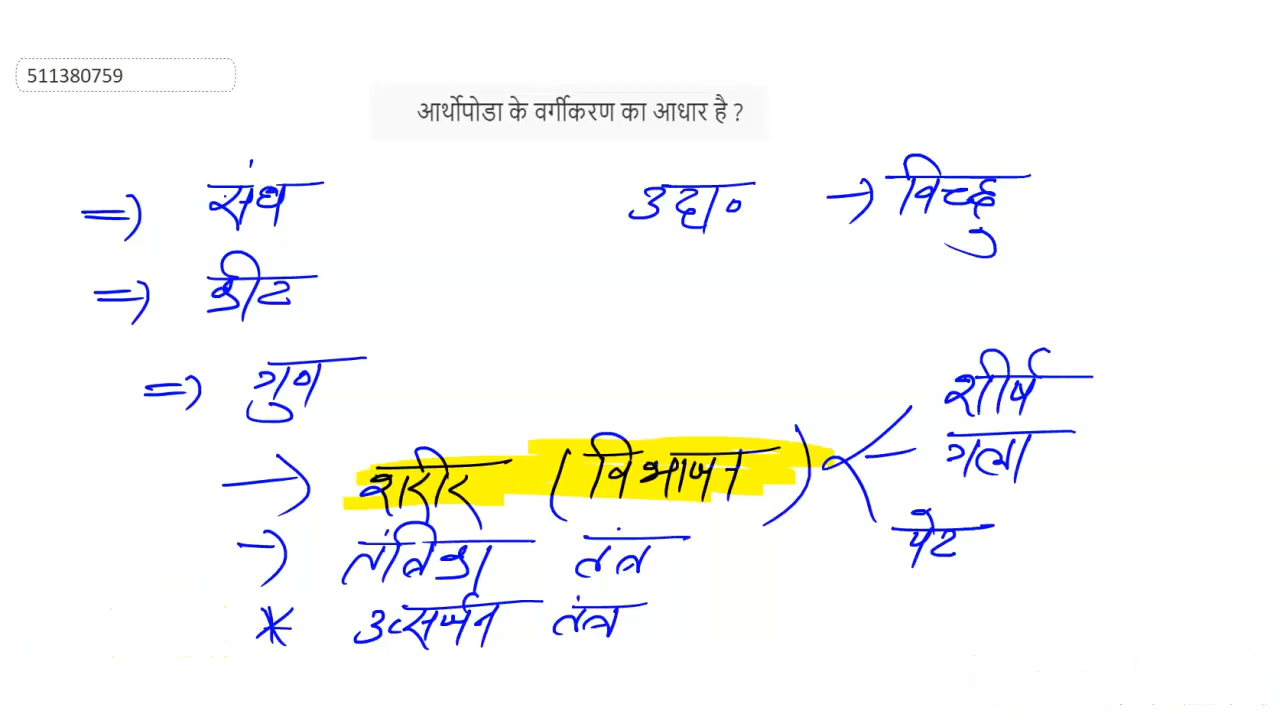 511380759
आर्थोपोडा के वर्गीकरण का आधार है ?
=> संघ उदा० -> विच्छु
=> कीट
=> गुण
-> शरीर (विभाजन) शीर्ष
गला
पेट
-> तंत्रिका तंत्र
* उत्सर्जन तंत्र